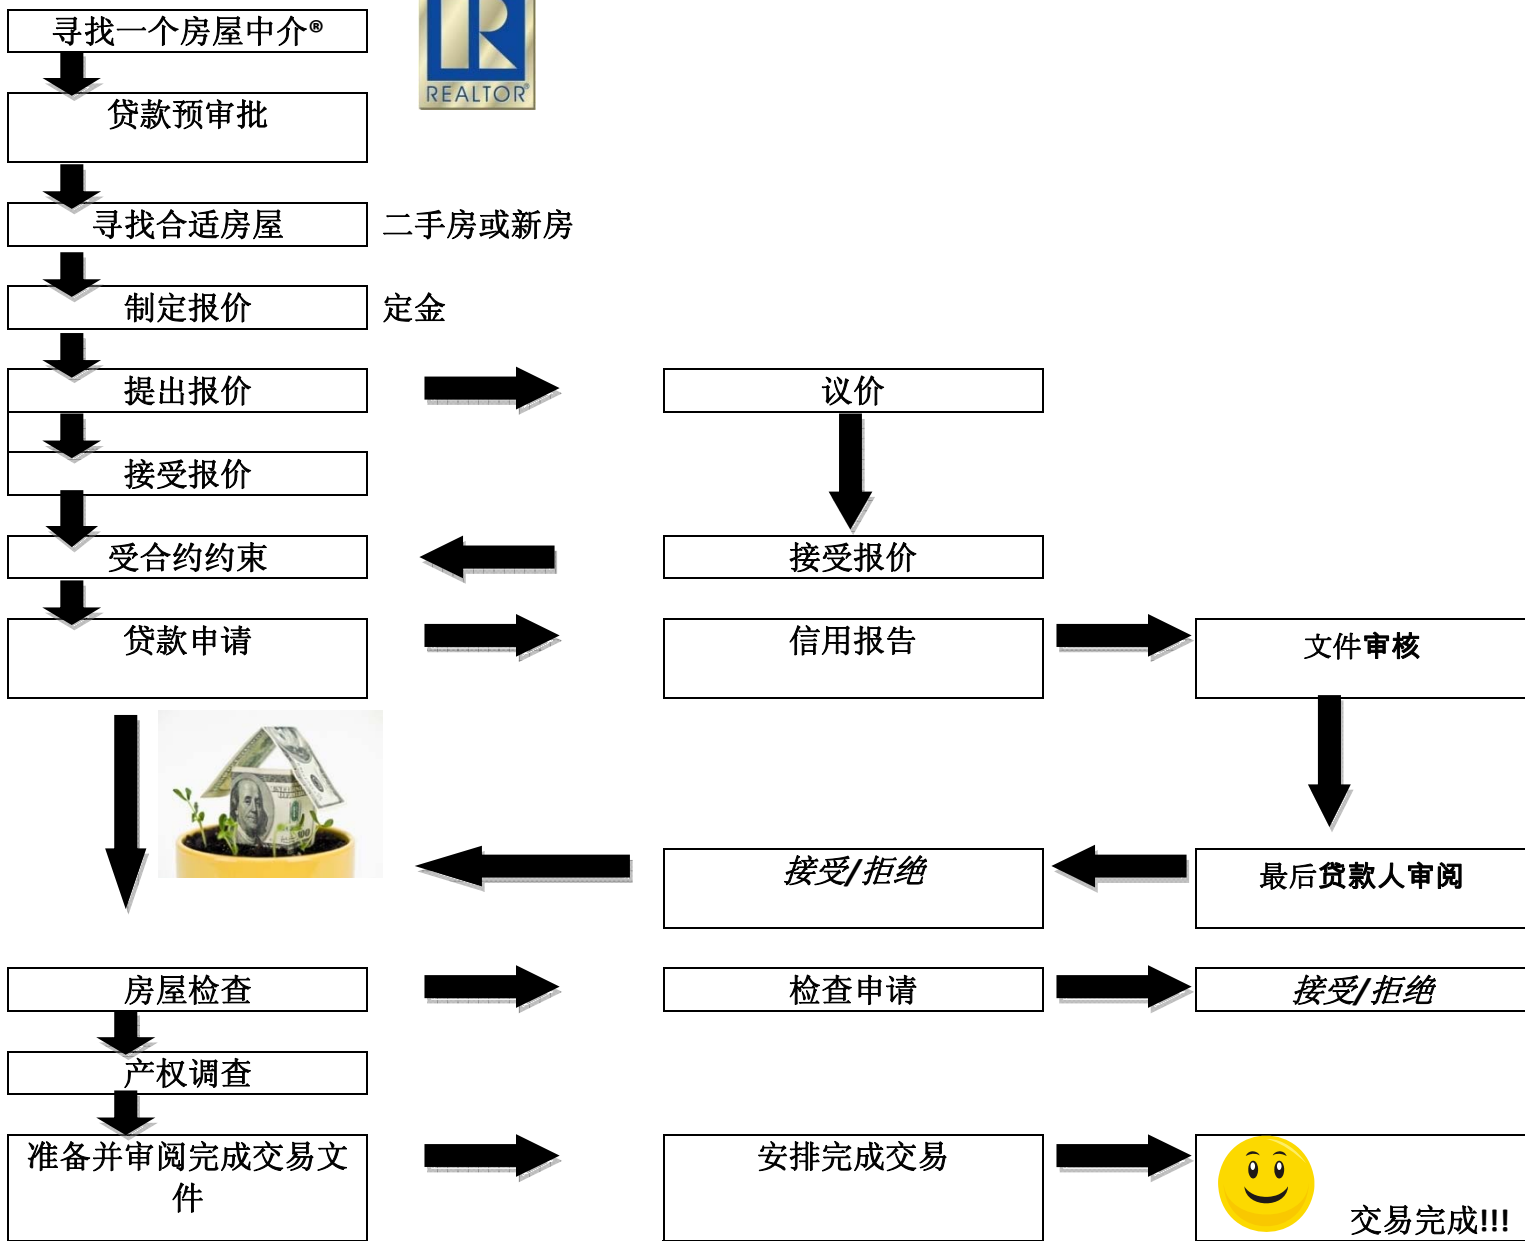 寻找一个房屋中介®
REALTOR®
贷款预审批
寻找合适房屋 二手房或新房
制定报价 定金
提出报价 议价
接受报价
受合约约束 接受报价
贷款申请 信用报告 文件审核
接受/拒绝 最后贷款人审阅
房屋检查 检查申请 接受/拒绝
产权调查
准备并审阅完成交易文
件
安排完成交易
交易完成!!!